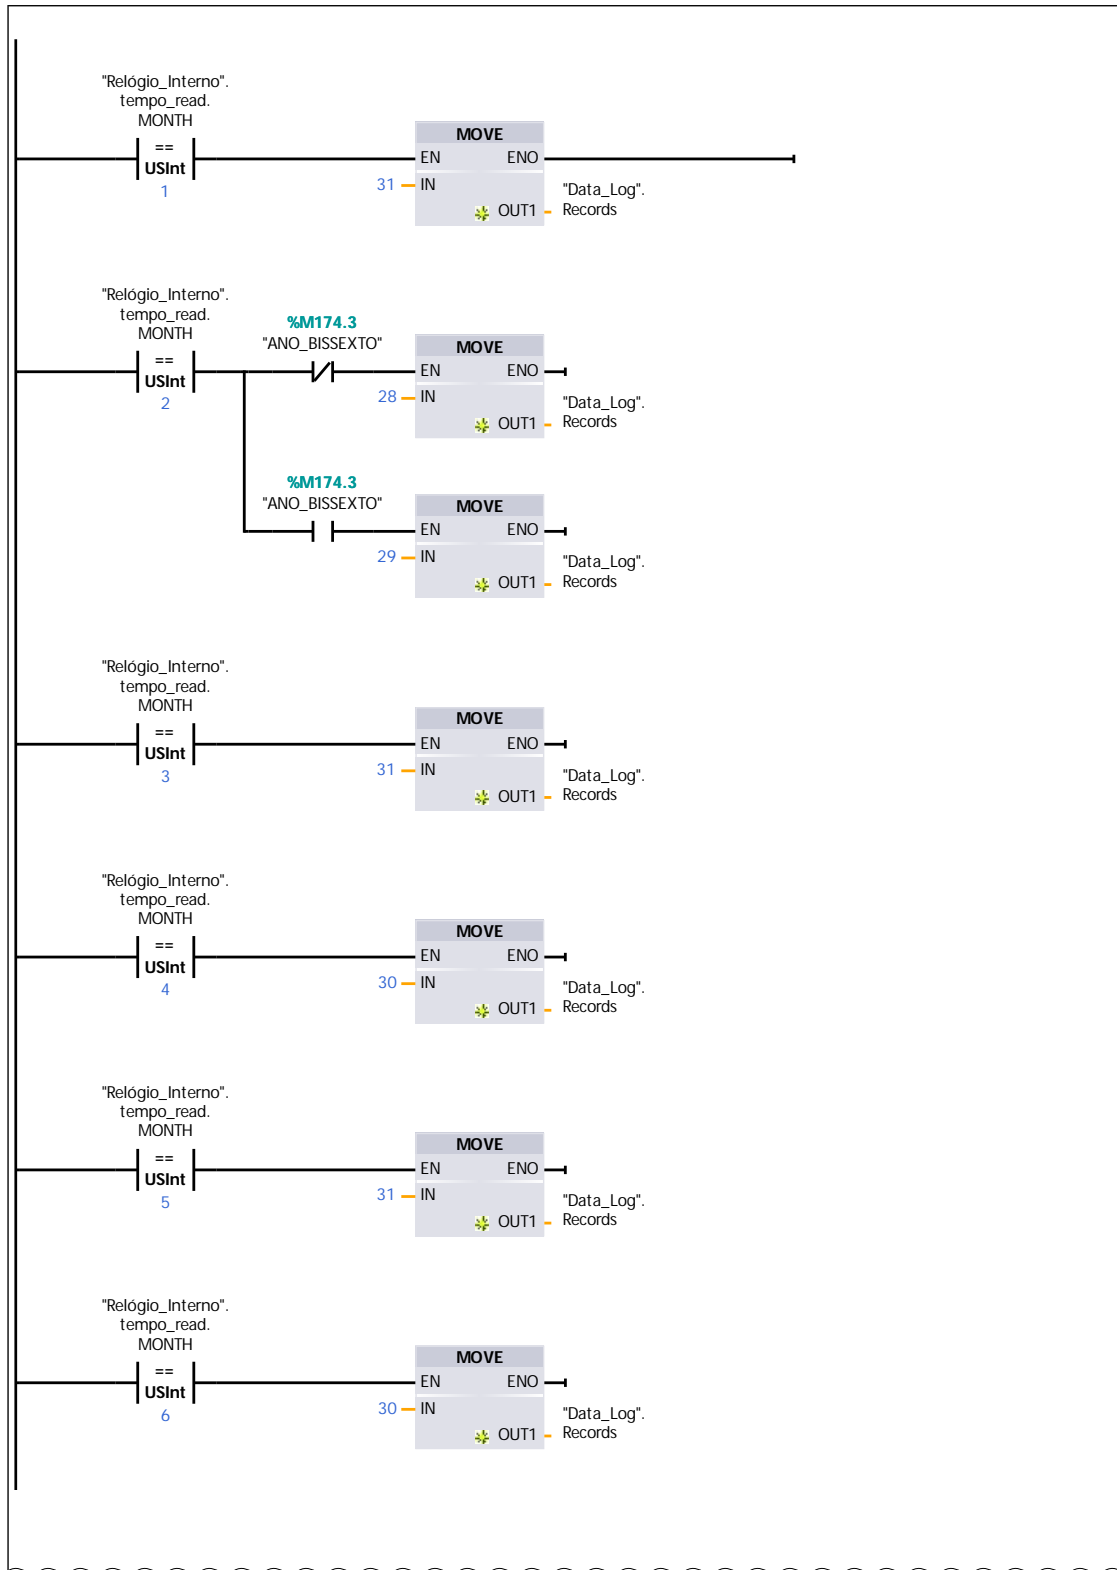 "Relógio_Interno".
tempo_read.
MONTH
==
USInt
1
MOVE
EN ENO
31 IN
OUT1
"Data_Log".
Records
"Relógio_Interno".
tempo_read.
MONTH
==
USInt
2
%M174.3
"ANO_BISSEXTO"
MOVE
EN ENO
28 IN
OUT1
"Data_Log".
Records
%M174.3
"ANO_BISSEXTO"
MOVE
EN ENO
29 IN
OUT1
"Data_Log".
Records
"Relógio_Interno".
tempo_read.
MONTH
==
USInt
3
MOVE
EN ENO
31 IN
OUT1
"Data_Log".
Records
"Relógio_Interno".
tempo_read.
MONTH
==
USInt
4
MOVE
EN ENO
30 IN
OUT1
"Data_Log".
Records
"Relógio_Interno".
tempo_read.
MONTH
==
USInt
5
MOVE
EN ENO
31 IN
OUT1
"Data_Log".
Records
"Relógio_Interno".
tempo_read.
MONTH
==
USInt
6
MOVE
EN ENO
30 IN
OUT1
"Data_Log".
Records